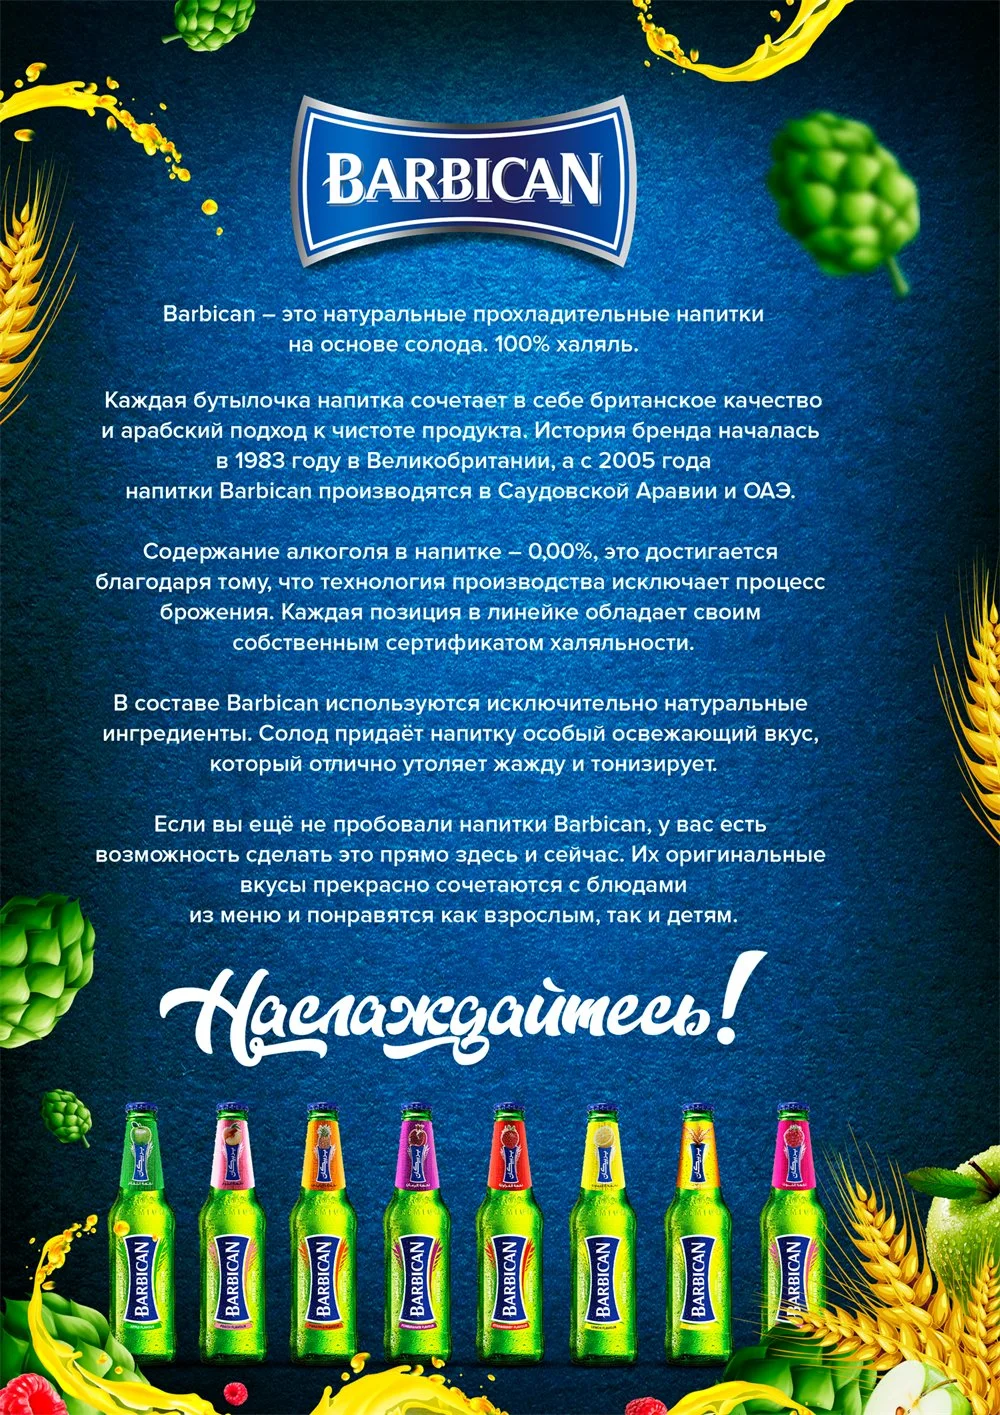 BARBICAN
Barbican – это натуральные прохладительные напитки
на основе солода. 100% халяль.
Каждая бутылочка напитка сочетает в себе британское качество
и арабский подход к чистоте продукта. История бренда началась
в 1983 году в Великобритании, а с 2005 года
напитки Barbican производятся в Саудовской Аравии и ОАЭ.
Содержание алкоголя в напитке – 0,00%, это достигается
благодаря тому, что технология производства исключает процесс
брожения. Каждая позиция в линейке обладает своим
собственным сертификатом халяльности.
В составе Barbican используются исключительно натуральные
ингредиенты. Солод придаёт напитку особый освежающий вкус,
который отлично утоляет жажду и тонизирует.
Если вы ещё не пробовали напитки Barbican, у вас есть
возможность сделать это прямо здесь и сейчас. Их оригинальные
вкусы прекрасно сочетаются с блюдами
из меню и понравятся как взрослым, так и детям.
Наслаждайтесь!
BARBICAN
BARBICAN
BARBICAN
BARBICAN
BARBICAN
BARBICAN
BARBICAN
BARBICAN